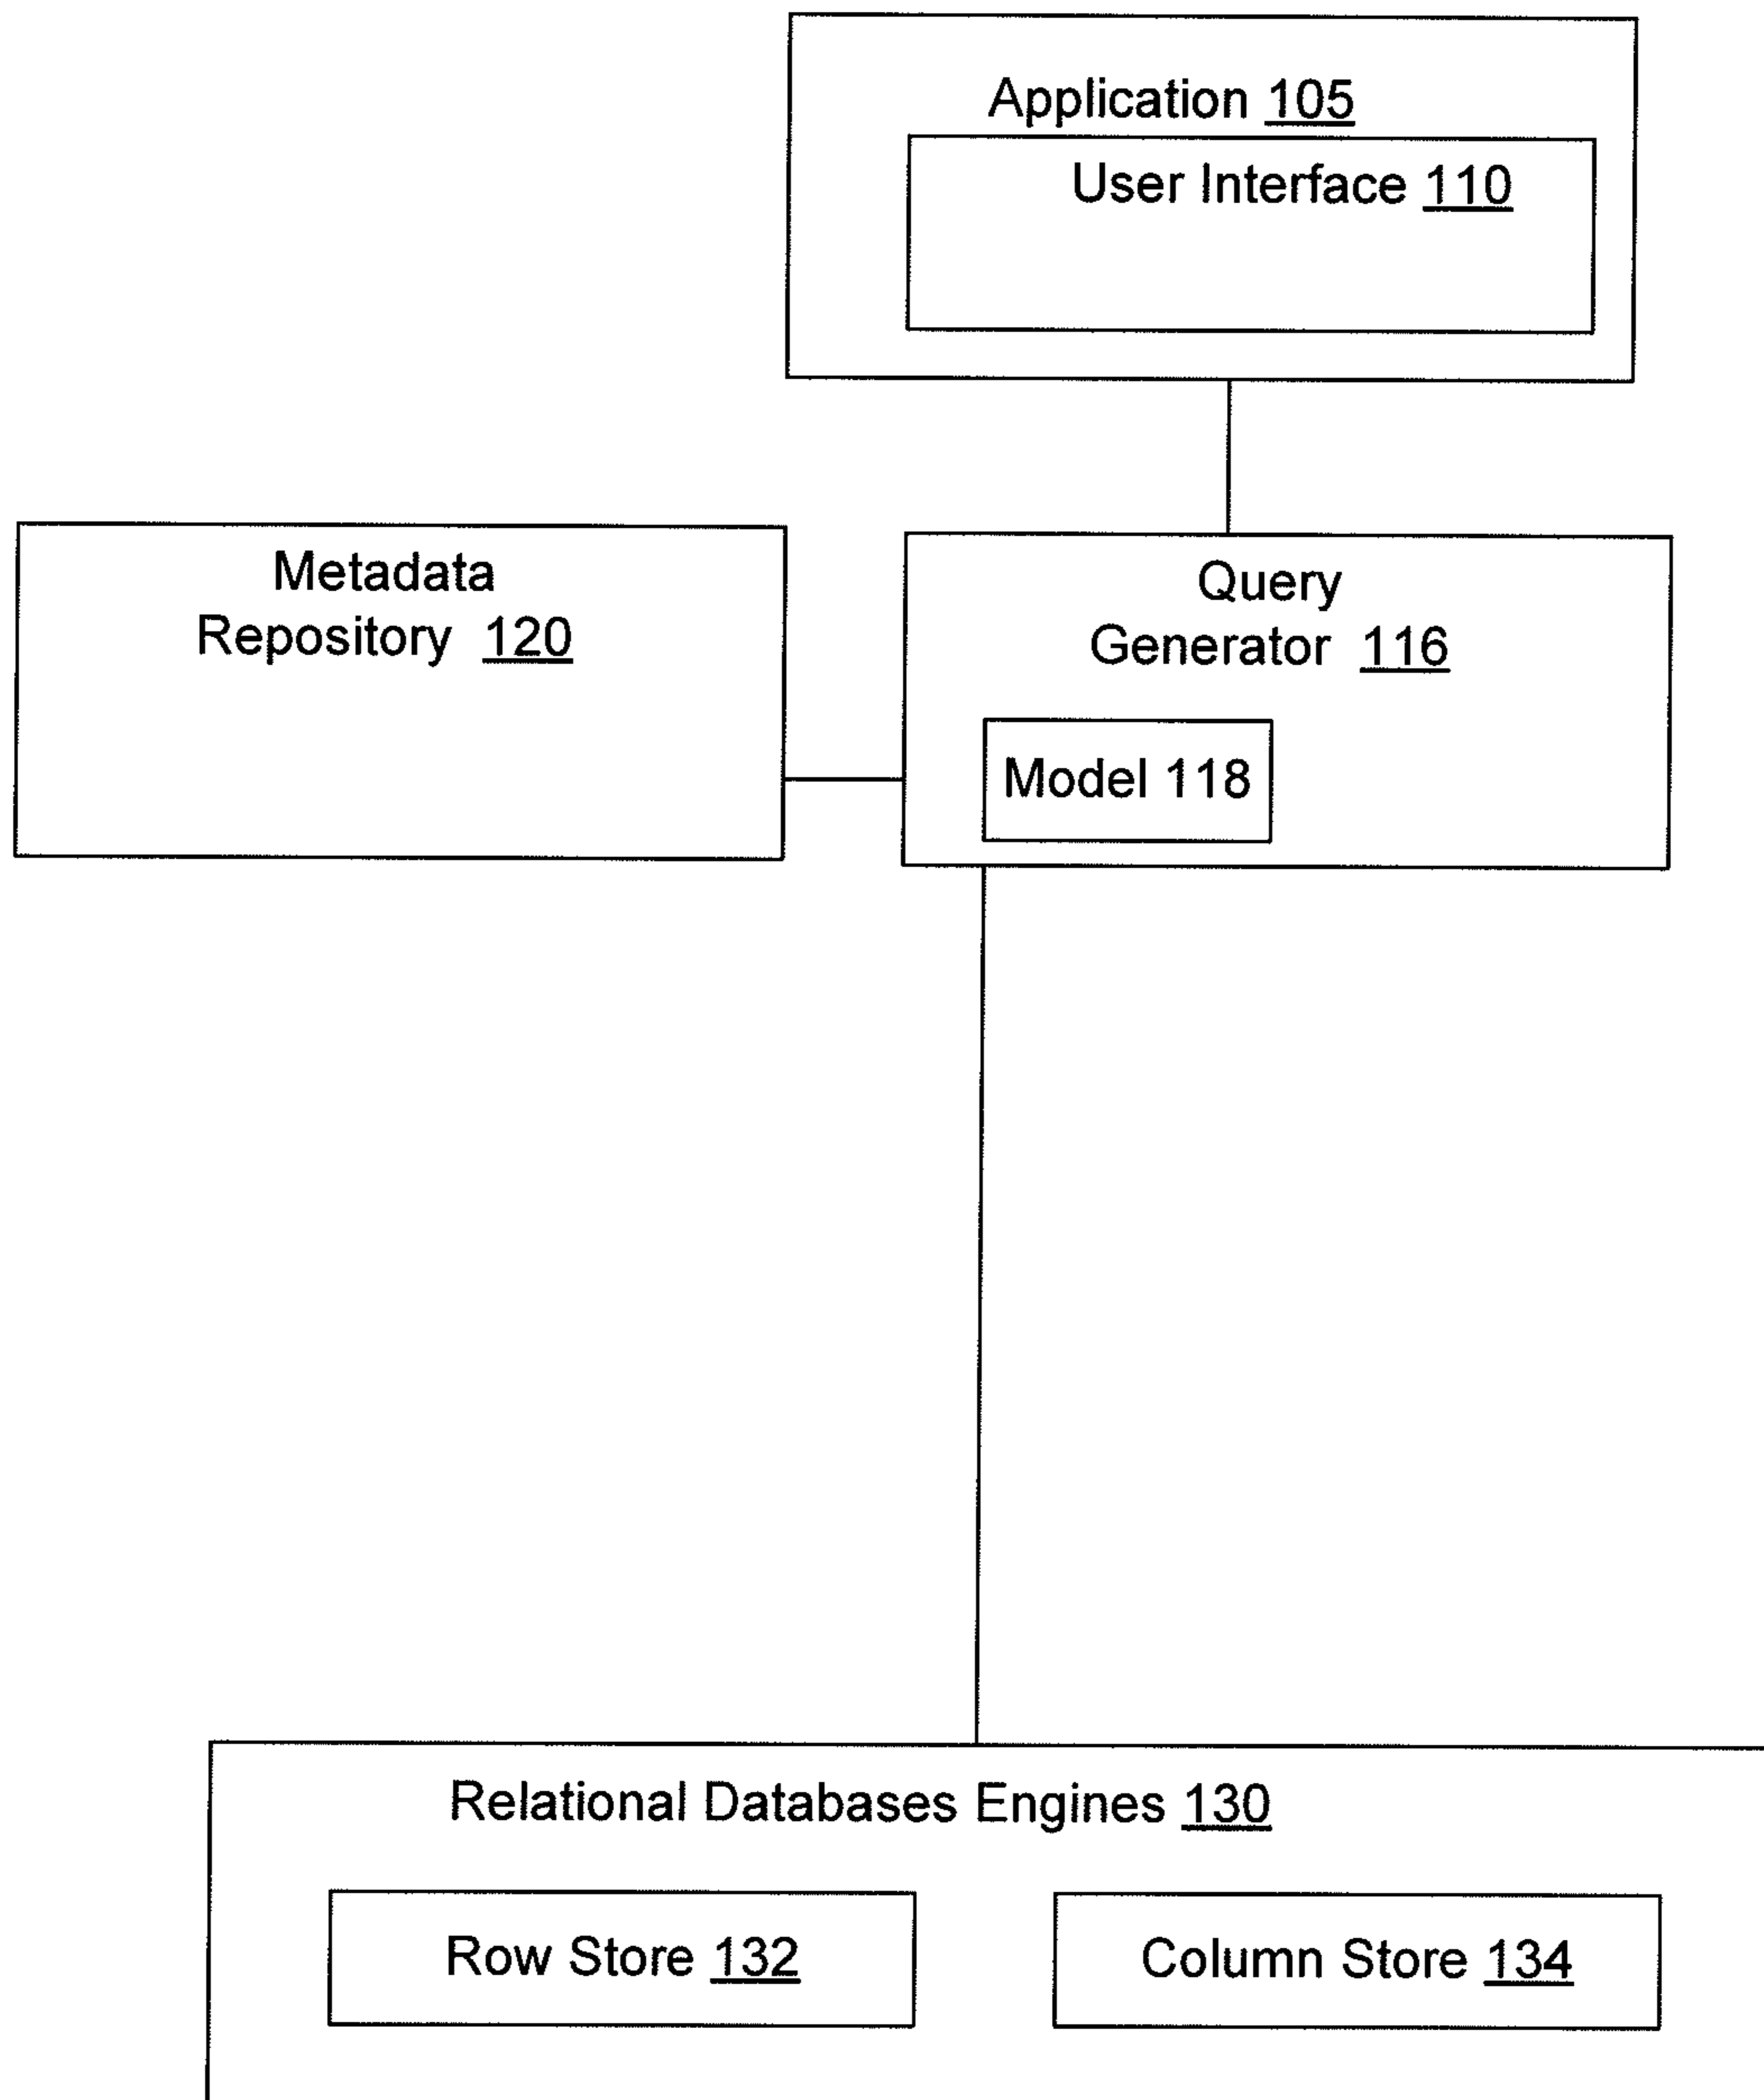 Application 105
User Interface 110
Metadata
Repository 120
Query
Generator 116
Model 118
Relational Databases Engines 130
Row Store 132
Column Store 134